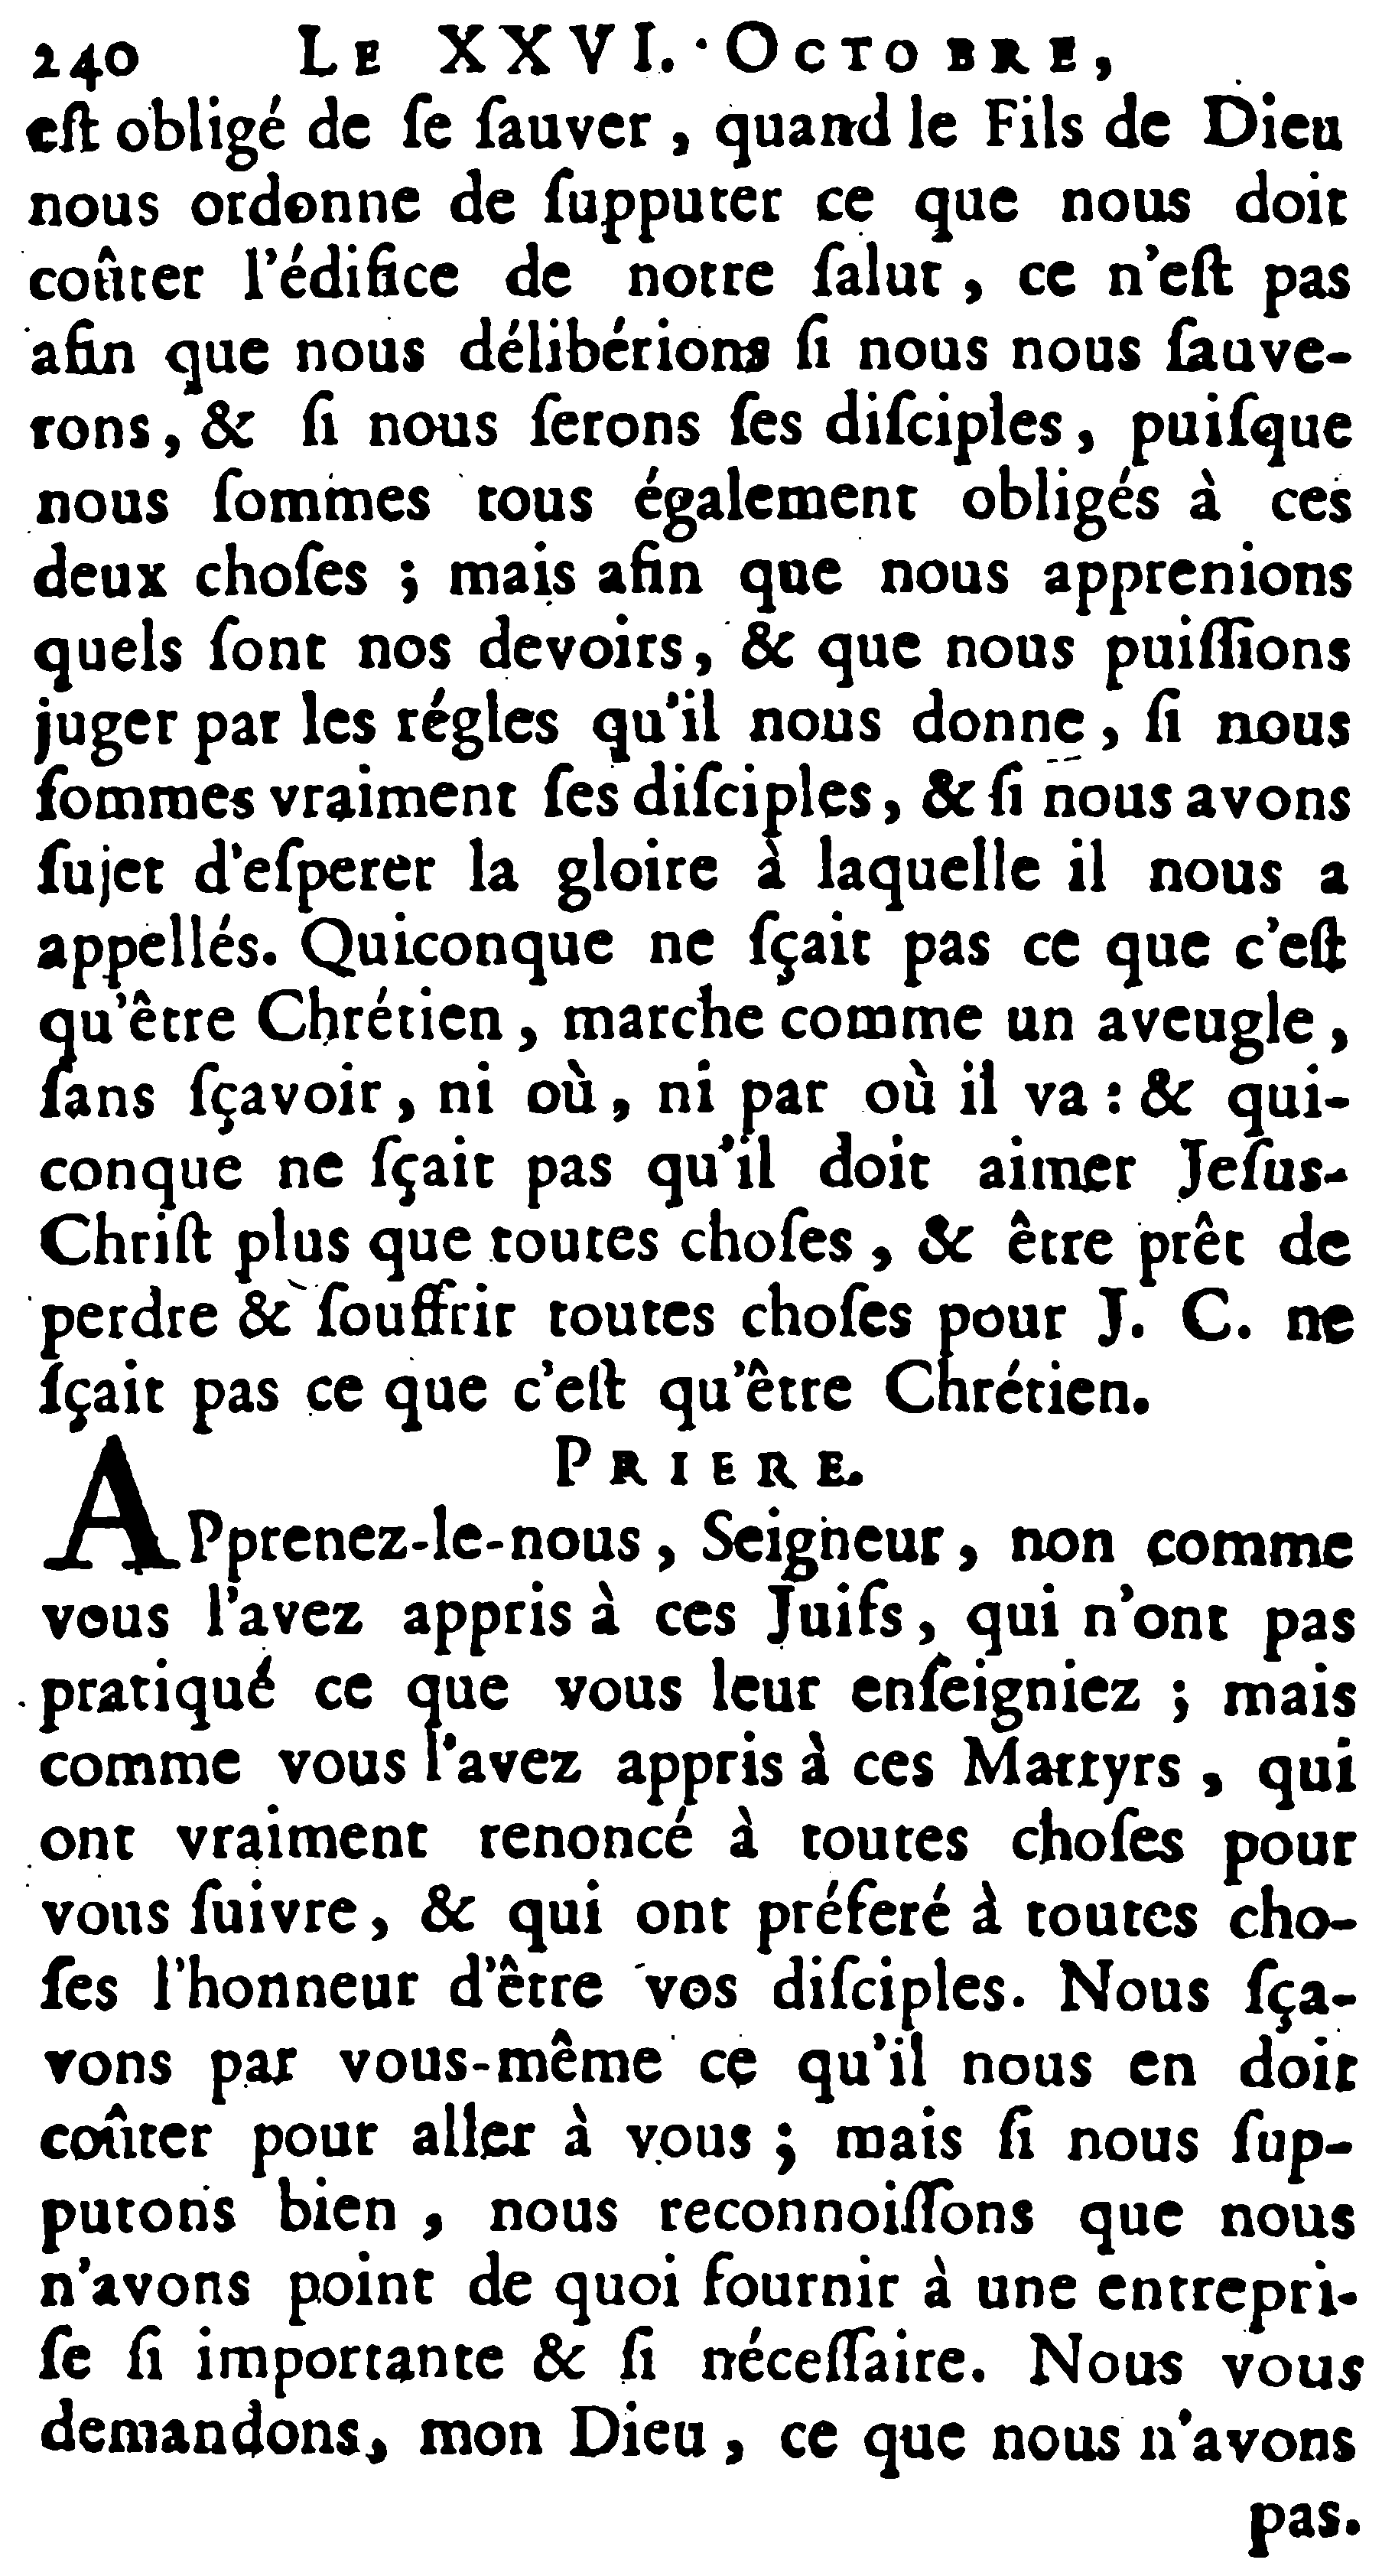 240 LE XXVI. OCTOBRE,
eſt obligé de ſe ſauver, quand le Fils de Dieu
nous ordonne de ſupputer ce que nous doit
coûter l'édifice de notre ſalut, ce n'eſt pas
afin que nous délibérions ſi nous nous ſauve-
rons, & ſi nous ſerons ſes diſciples, puiſque
nous ſommes tous également obligés à ces
deux choſes ; mais afin que nous apprenions
quels ſont nos devoirs, & que nous puiſſions
juger par les régles qu'il nous donne, ſi nous
ſommes vraiment ſes diſciples, & ſi nous avons
ſujet d'eſperer la gloire à laquelle il nous a
appellés. Quiconque ne ſçait pas ce que c'eſt
qu'être Chrétien, marche comme un aveugle,
ſans ſçavoir, ni où, ni par où il va : & qui-
conque ne ſçait pas qu'il doit aimer Jeſus-
Chriſt plus que toutes choſes, & être prêt de
perdre & ſouffrir toutes choſes pour J. C. ne
ſçait pas ce que c'eſt qu'être Chrétien.
PRIERE.
APprenez-le-nous, Seigneur, non comme
vous l'avez appris à ces Juifs, qui n'ont pas
pratiqué ce que vous leur enſeigniez ; mais
comme vous l'avez appris à ces Martyrs, qui
ont vraiment renoncé à toutes choſes pour
vous ſuivre, & qui ont préferé à toutes cho-
ſes l'honneur d'être vos diſciples. Nous ſça-
vons par vous-même ce qu'il nous en doit
coûter pour aller à vous ; mais ſi nous ſup-
putons bien, nous reconnoiſſons que nous
n'avons point de quoi fournir à une entrepri-
ſe ſi importante & ſi néceſſaire. Nous vous
demandons, mon Dieu, ce que nous n'avons
pas.